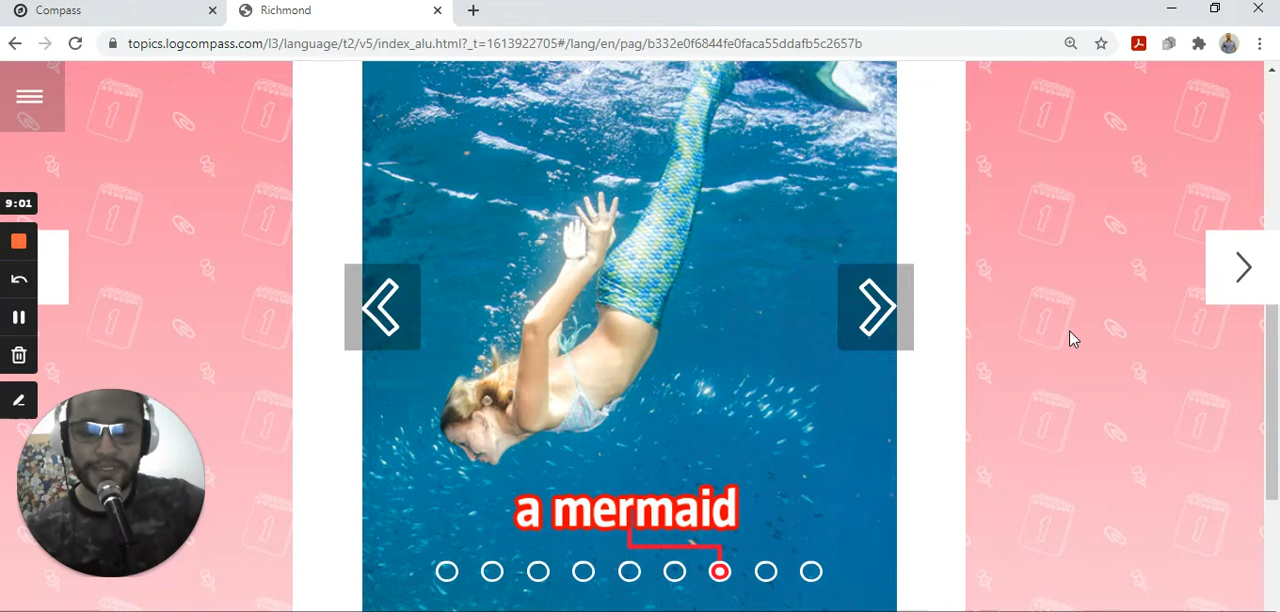 Compass
Richmond
topics.logcompass.com/l3/language/t2/v5/index_alu.html?_t=1613922705#/lang/en/pag/b332e0f6844fe0faca55ddafb5c2657b
9:01
a mermaid